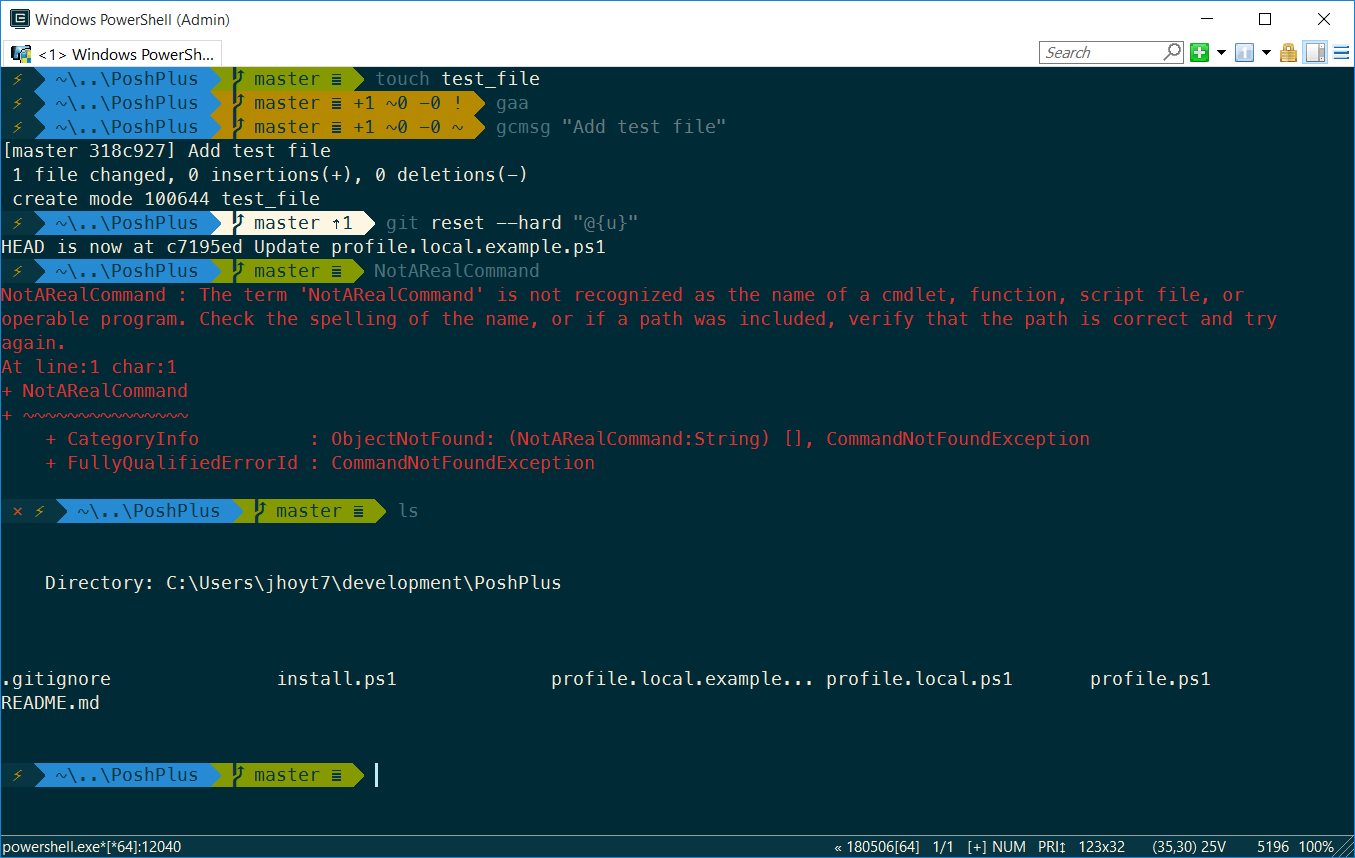 Windows PowerShell (Admin)
<1> Windows PowerSh...
Search
⚡ ~\..\PoshPlus master ≣ touch test_file
⚡ ~\..\PoshPlus master ≣ +1 ~0 -0 ! gaa
⚡ ~\..\PoshPlus master ≣ +1 ~0 -0 ~ gcmsg "Add test file"
[master 318c927] Add test file
1 file changed, 0 insertions(+), 0 deletions(-)
create mode 100644 test_file
⚡ ~\..\PoshPlus master ↑1 git reset --hard "@{u}"
HEAD is now at c7195ed Update profile.local.example.ps1
⚡ ~\..\PoshPlus master ≣ NotARealCommand
NotARealCommand : The term 'NotARealCommand' is not recognized as the name of a cmdlet, function, script file, or
operable program. Check the spelling of the name, or if a path was included, verify that the path is correct and try
again.
At line:1 char:1
+ NotARealCommand
+ ~~~~~~~~~~~~~~~
+ CategoryInfo : ObjectNotFound: (NotARealCommand:String) [], CommandNotFoundException
+ FullyQualifiedErrorId : CommandNotFoundException
× ⚡ ~\..\PoshPlus master ≣ ls
Directory: C:\Users\jhoyt7\development\PoshPlus
.gitignore install.ps1 profile.local.example... profile.local.ps1 profile.ps1
README.md
⚡ ~\..\PoshPlus master ≣
powershell.exe*[*64]:12040 « 180506[64] 1/1 [+] NUM PRI↕ 123x32 (35,30) 25V 5196 100%